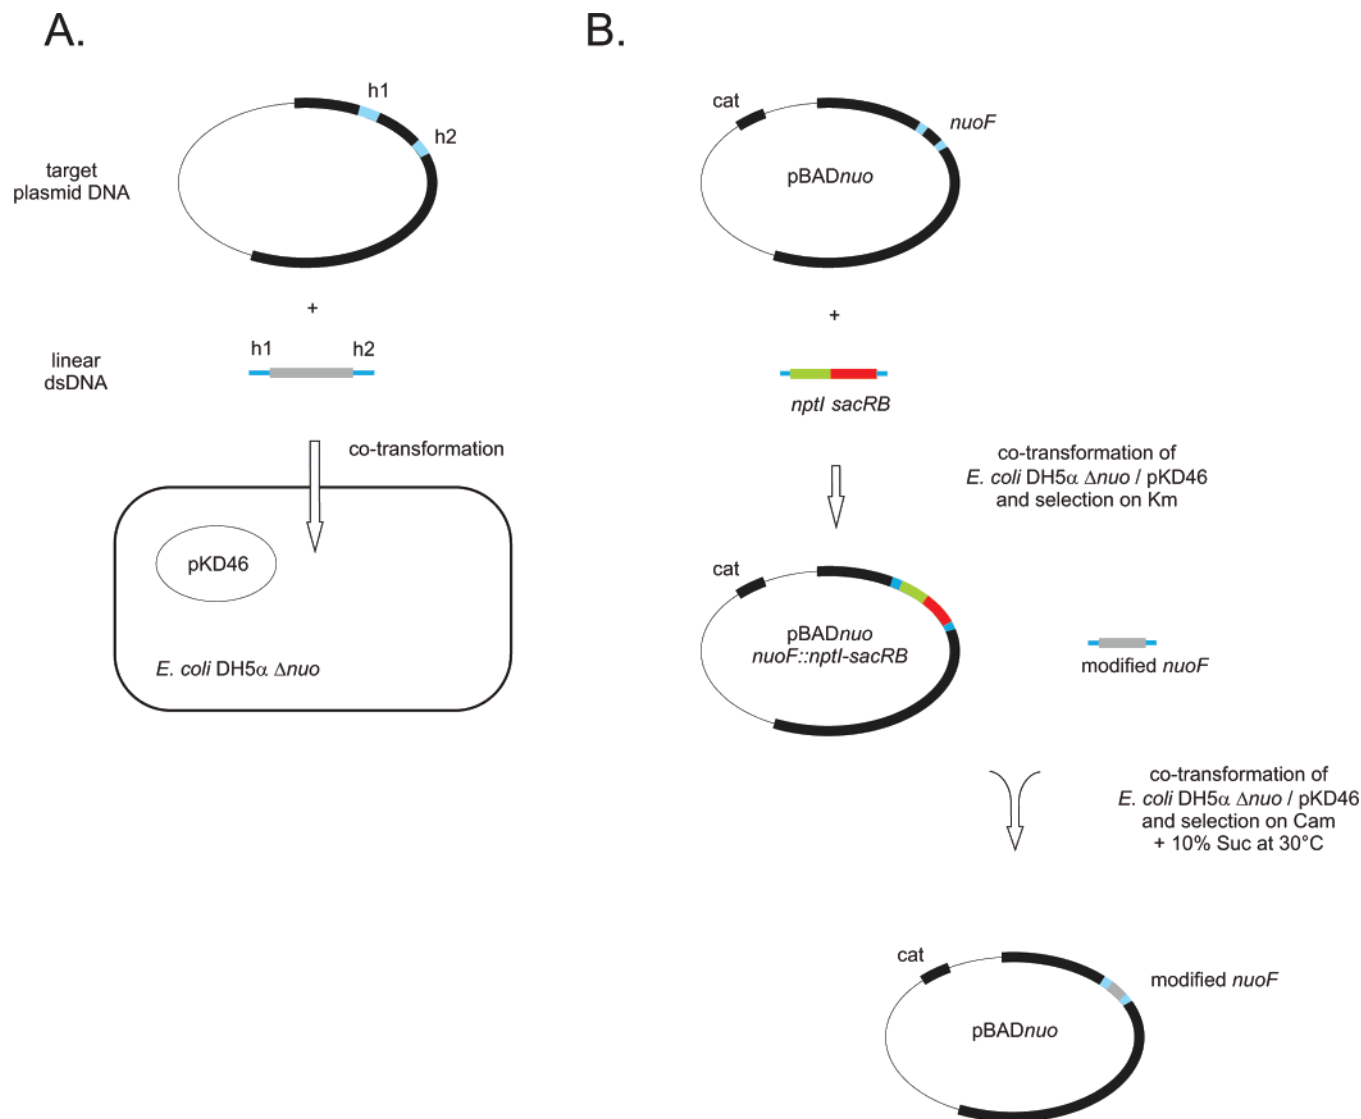 A.
h1
h2
target
plasmid DNA
+
h1
h2
linear
dsDNA
co-transformation
pKD46
E. coli DH5α Δnuo
B.
cat
nuoF
pBADnuo
+
nptI sacRB
co-transformation of
E. coli DH5α Δnuo / pKD46
and selection on Km
cat
pBADnuo
nuoF::nptI-sacRB
modified nuoF
co-transformation of
E. coli DH5α Δnuo / pKD46
and selection on Cam
+ 10% Suc at 30°C
cat
modified nuoF
pBADnuo